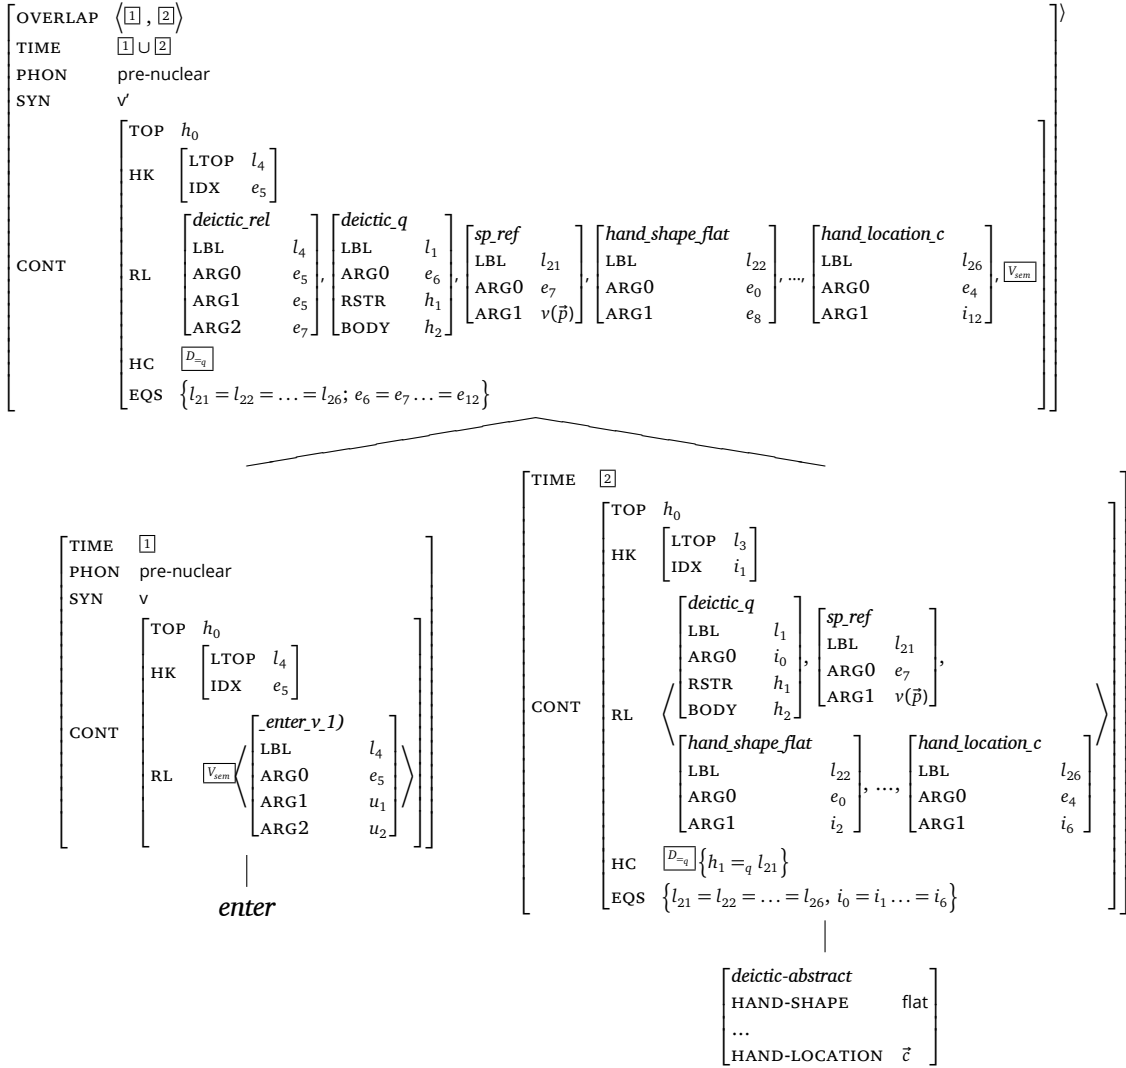 OVERLAP ⟨1 , 2⟩
TIME 1 ∪ 2
PHON pre-nuclear
SYN v′
CONT
TOP h0
HK
LTOP l4
IDX e5
RL
deictic_rel
LBL l4
ARG0 e5
ARG1 e5
ARG2 e7
,
deictic_q
LBL l1
ARG0 e6
RSTR h1
BODY h2
,
sp_ref
LBL l21
ARG0 e7
ARG1 v(p⃗)
,
hand_shape_flat
LBL l22
ARG0 e0
ARG1 e8
, ...,
hand_location_c
LBL l26
ARG0 e4
ARG1 i12
, Vsem ⟩
HC D=q
EQS {l21 = l22 = ... = l26; e6 = e7 ... = e12}
TIME 1
PHON pre-nuclear
SYN v
CONT
TOP h0
HK
LTOP l4
IDX e5
RL Vsem ⟨
_enter_v_1)
LBL l4
ARG0 e5
ARG1 u1
ARG2 u2
⟩
enter
TIME 2
CONT
TOP h0
HK
LTOP l3
IDX i1
RL ⟨
deictic_q
LBL l1
ARG0 i0
RSTR h1
BODY h2
,
sp_ref
LBL l21
ARG0 e7
ARG1 v(p⃗)
,
hand_shape_flat
LBL l22
ARG0 e0
ARG1 i2
, ...,
hand_location_c
LBL l26
ARG0 e4
ARG1 i6
⟩
HC D=q {h1 =q l21}
EQS {l21 = l22 = ... = l26, i0 = i1 ... = i6}
deictic-abstract
HAND-SHAPE flat
...
HAND-LOCATION c⃗